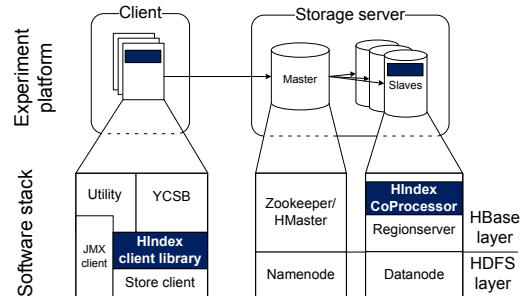 Client
Storage server
Experiment
platform
Master
Slaves
Software stack
Utility
YCSB
JMX
client
HIndex
client library
Store client
Zookeeper/
HMaster
Namenode
HIndex
CoProcessor
Regionserver
Datanode
HBase
layer
HDFS
layer